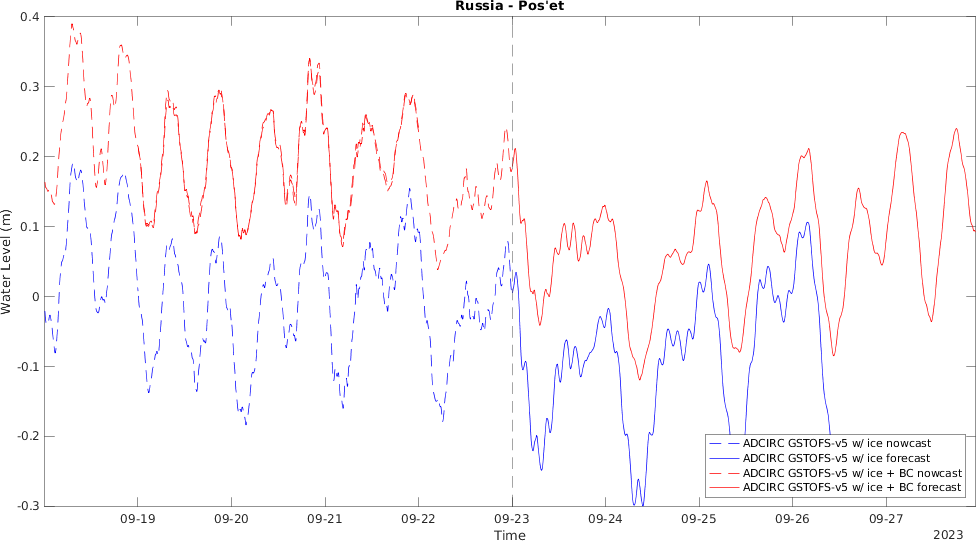 Russia - Pos'et
Water Level (m)
0.4
0.3
0.2
0.1
0
-0.1
-0.2
-0.3
ADCIRC GSTOFS-v5 w/ ice nowcast
ADCIRC GSTOFS-v5 w/ ice forecast
ADCIRC GSTOFS-v5 w/ ice + BC nowcast
ADCIRC GSTOFS-v5 w/ ice + BC forecast
09-19 09-20 09-21 09-22 09-23 09-24 09-25 09-26 09-27
Time
2023